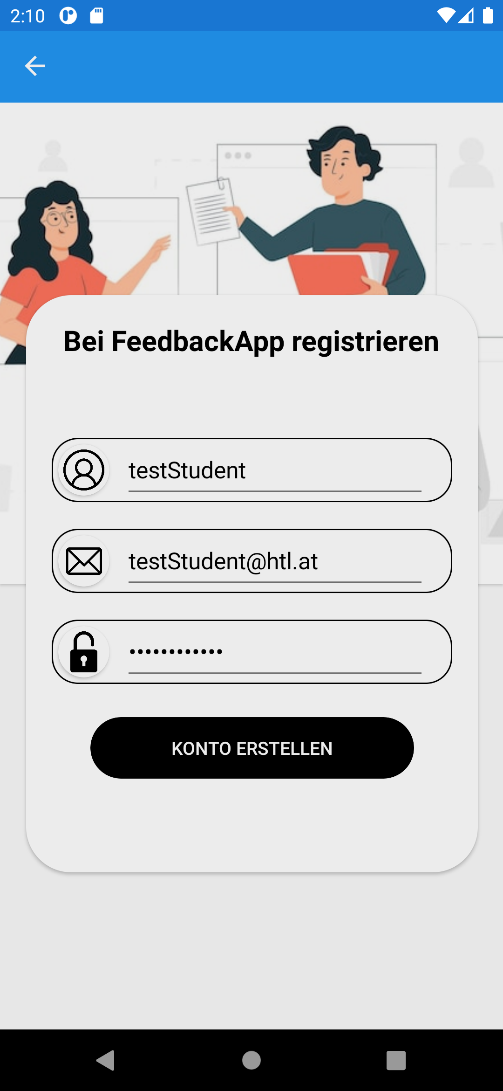 2:10
Bei FeedbackApp registrieren
testStudent
testStudent@htl.at
••••••••••••
KONTO ERSTELLEN